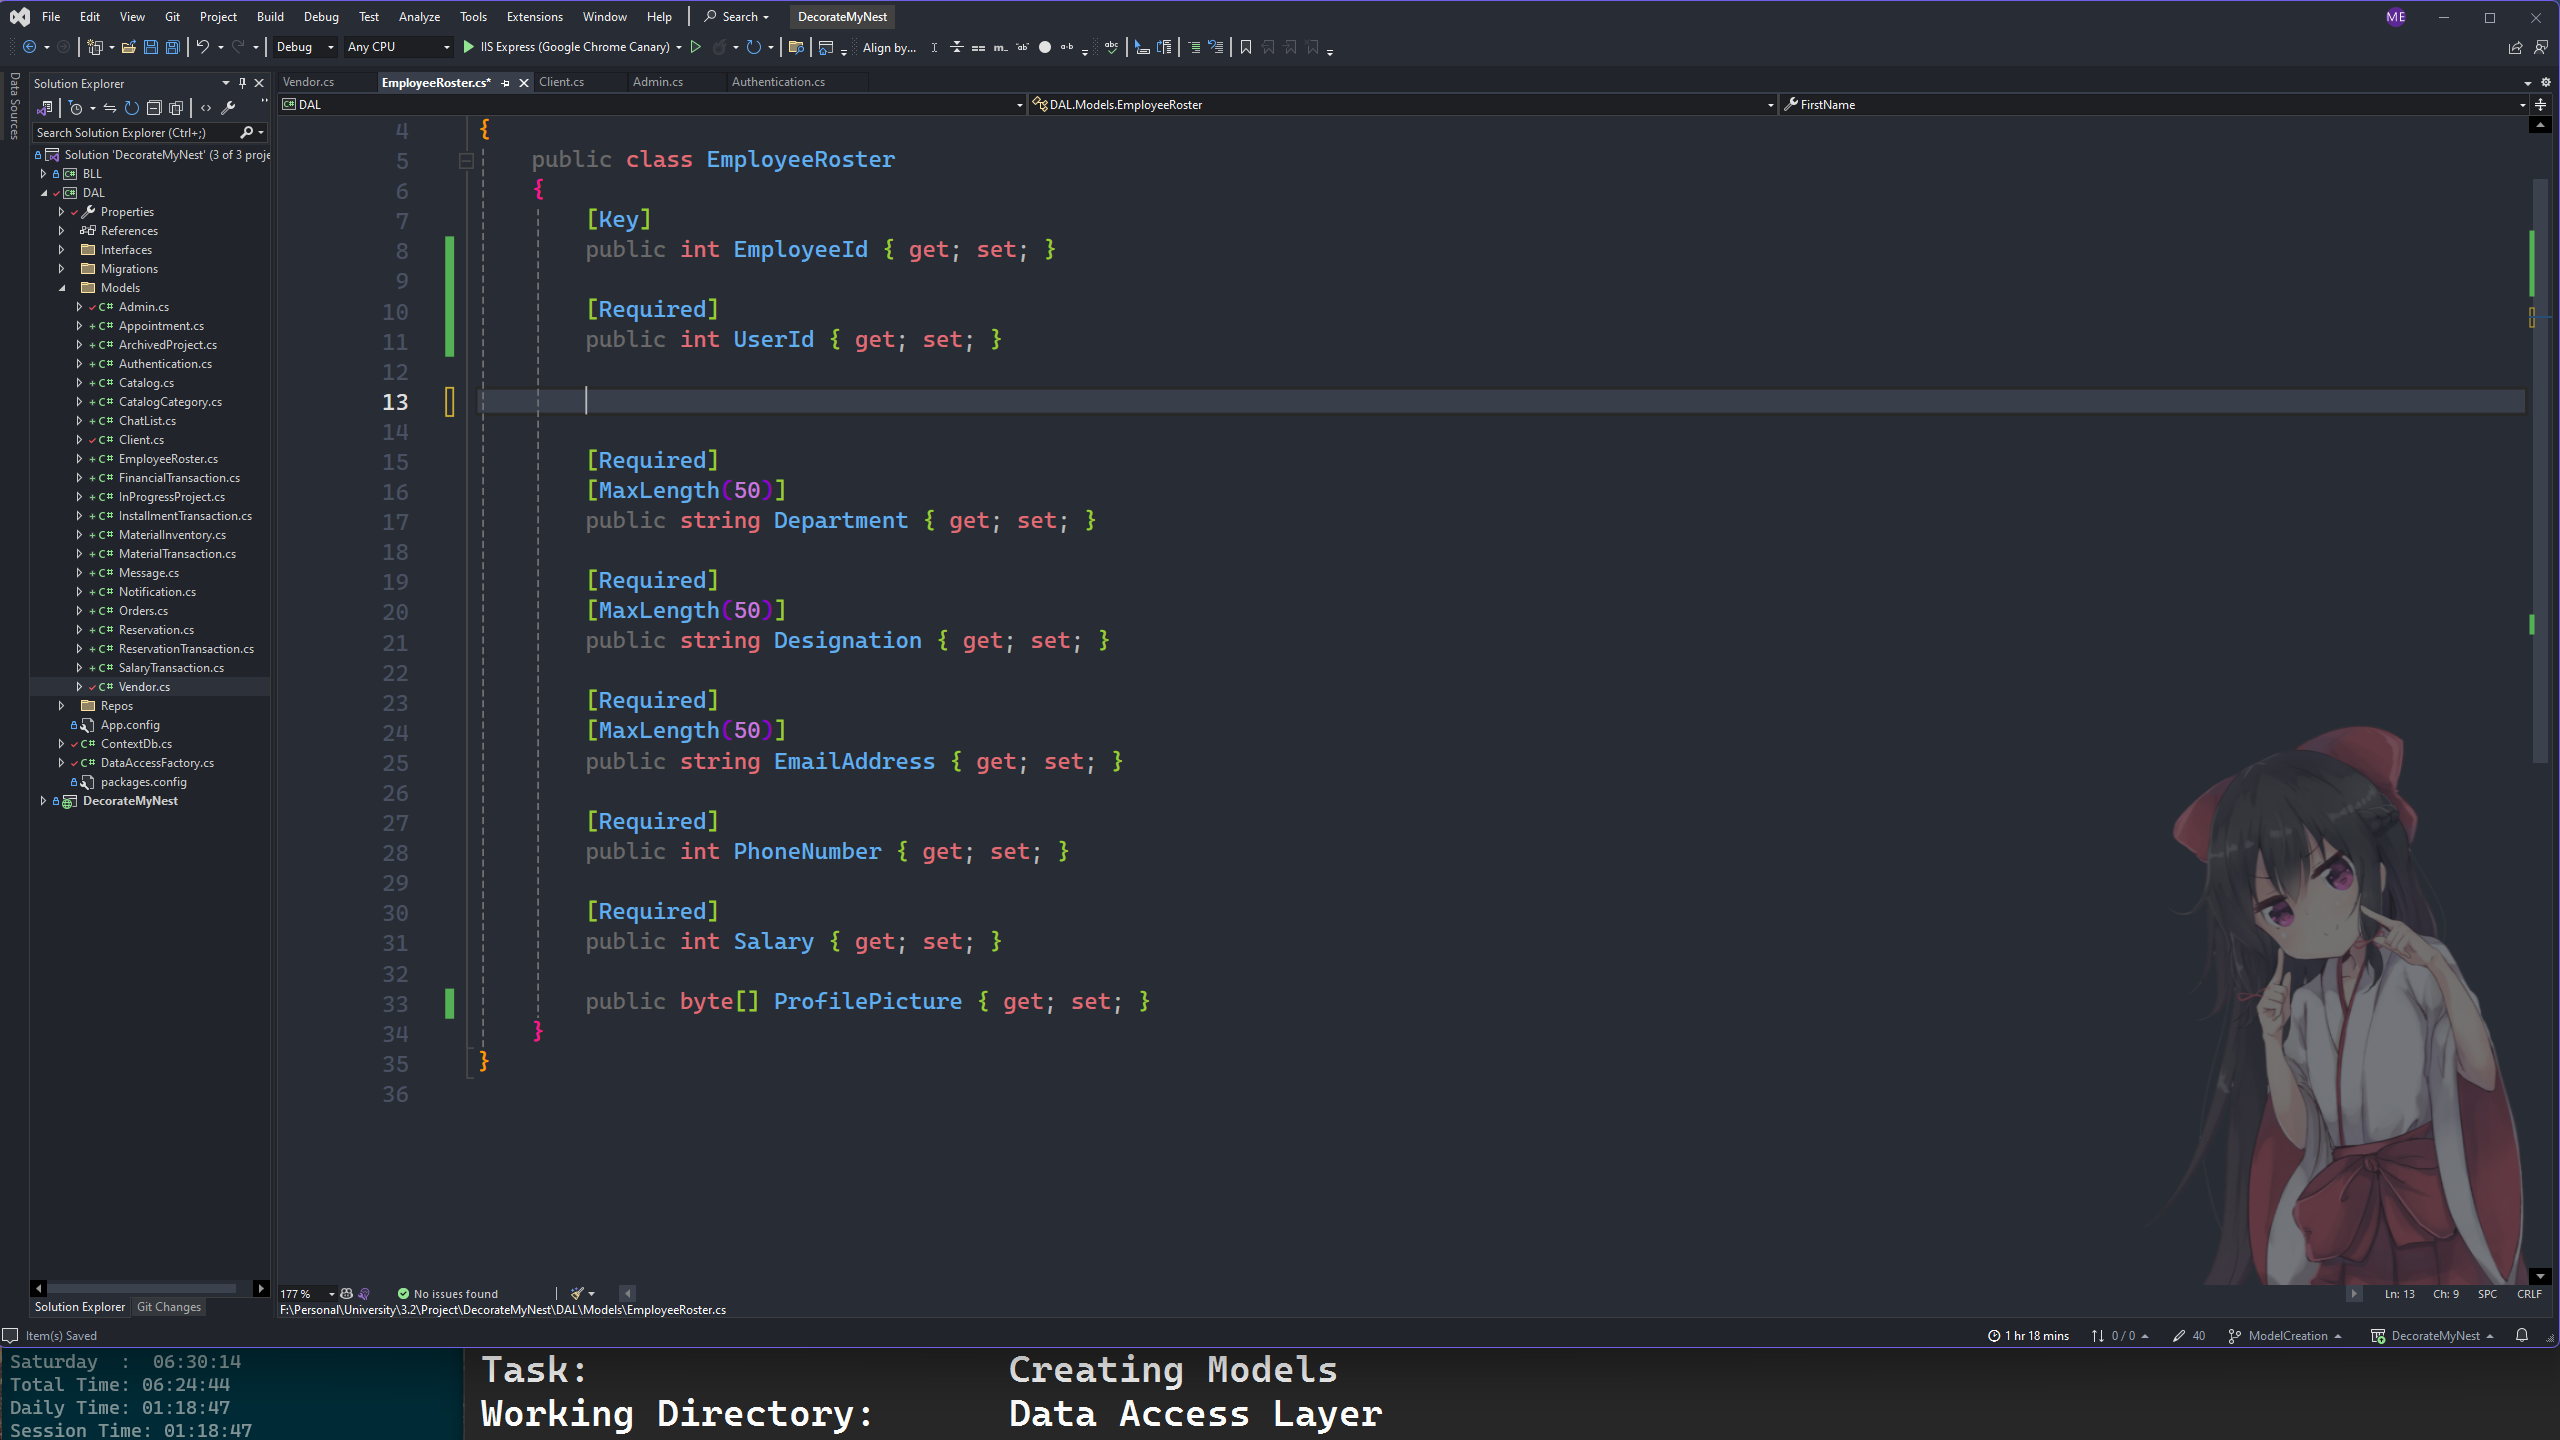 File Edit View Git Project Build Debug Test Analyze Tools Extensions Window Help Search DecorateMyNest ME
Debug Any CPU IIS Express (Google Chrome Canary) Align by...
Data Sources
Solution Explorer
Search Solution Explorer (Ctrl+;)
Solution 'DecorateMyNest' (3 of 3 proje
BLL
DAL
Properties
References
Interfaces
Migrations
Models
C# Admin.cs
C# Appointment.cs
C# ArchivedProject.cs
C# Authentication.cs
C# Catalog.cs
C# CatalogCategory.cs
C# ChatList.cs
C# Client.cs
C# EmployeeRoster.cs
C# FinancialTransaction.cs
C# InProgressProject.cs
C# InstallmentTransaction.cs
C# MaterialInventory.cs
C# MaterialTransaction.cs
C# Message.cs
C# Notification.cs
C# Orders.cs
C# Reservation.cs
C# ReservationTransaction.cs
C# SalaryTransaction.cs
C# Vendor.cs
Repos
App.config
C# ContextDb.cs
C# DataAccessFactory.cs
packages.config
DecorateMyNest
Solution Explorer Git Changes
Vendor.cs EmployeeRoster.cs* Client.cs Admin.cs Authentication.cs
DAL DAL.Models.EmployeeRoster FirstName
4 {
5 public class EmployeeRoster
6 {
7 [Key]
8 public int EmployeeId { get; set; }
9
10 [Required]
11 public int UserId { get; set; }
12
13
14
15 [Required]
16 [MaxLength(50)]
17 public string Department { get; set; }
18
19 [Required]
20 [MaxLength(50)]
21 public string Designation { get; set; }
22
23 [Required]
24 [MaxLength(50)]
25 public string EmailAddress { get; set; }
26
27 [Required]
28 public int PhoneNumber { get; set; }
29
30 [Required]
31 public int Salary { get; set; }
32
33 public byte[] ProfilePicture { get; set; }
34 }
35 }
36
177 % No issues found Ln: 13 Ch: 9 SPC CRLF
F:\Personal\University\3.2\Project\DecorateMyNest\DAL\Models\EmployeeRoster.cs
Item(s) Saved 1 hr 18 mins 0 / 0 40 ModelCreation DecorateMyNest
Saturday : 06:30:14
Total Time: 06:24:44
Daily Time: 01:18:47
Session Time: 01:18:47
Task: Creating Models
Working Directory: Data Access Layer